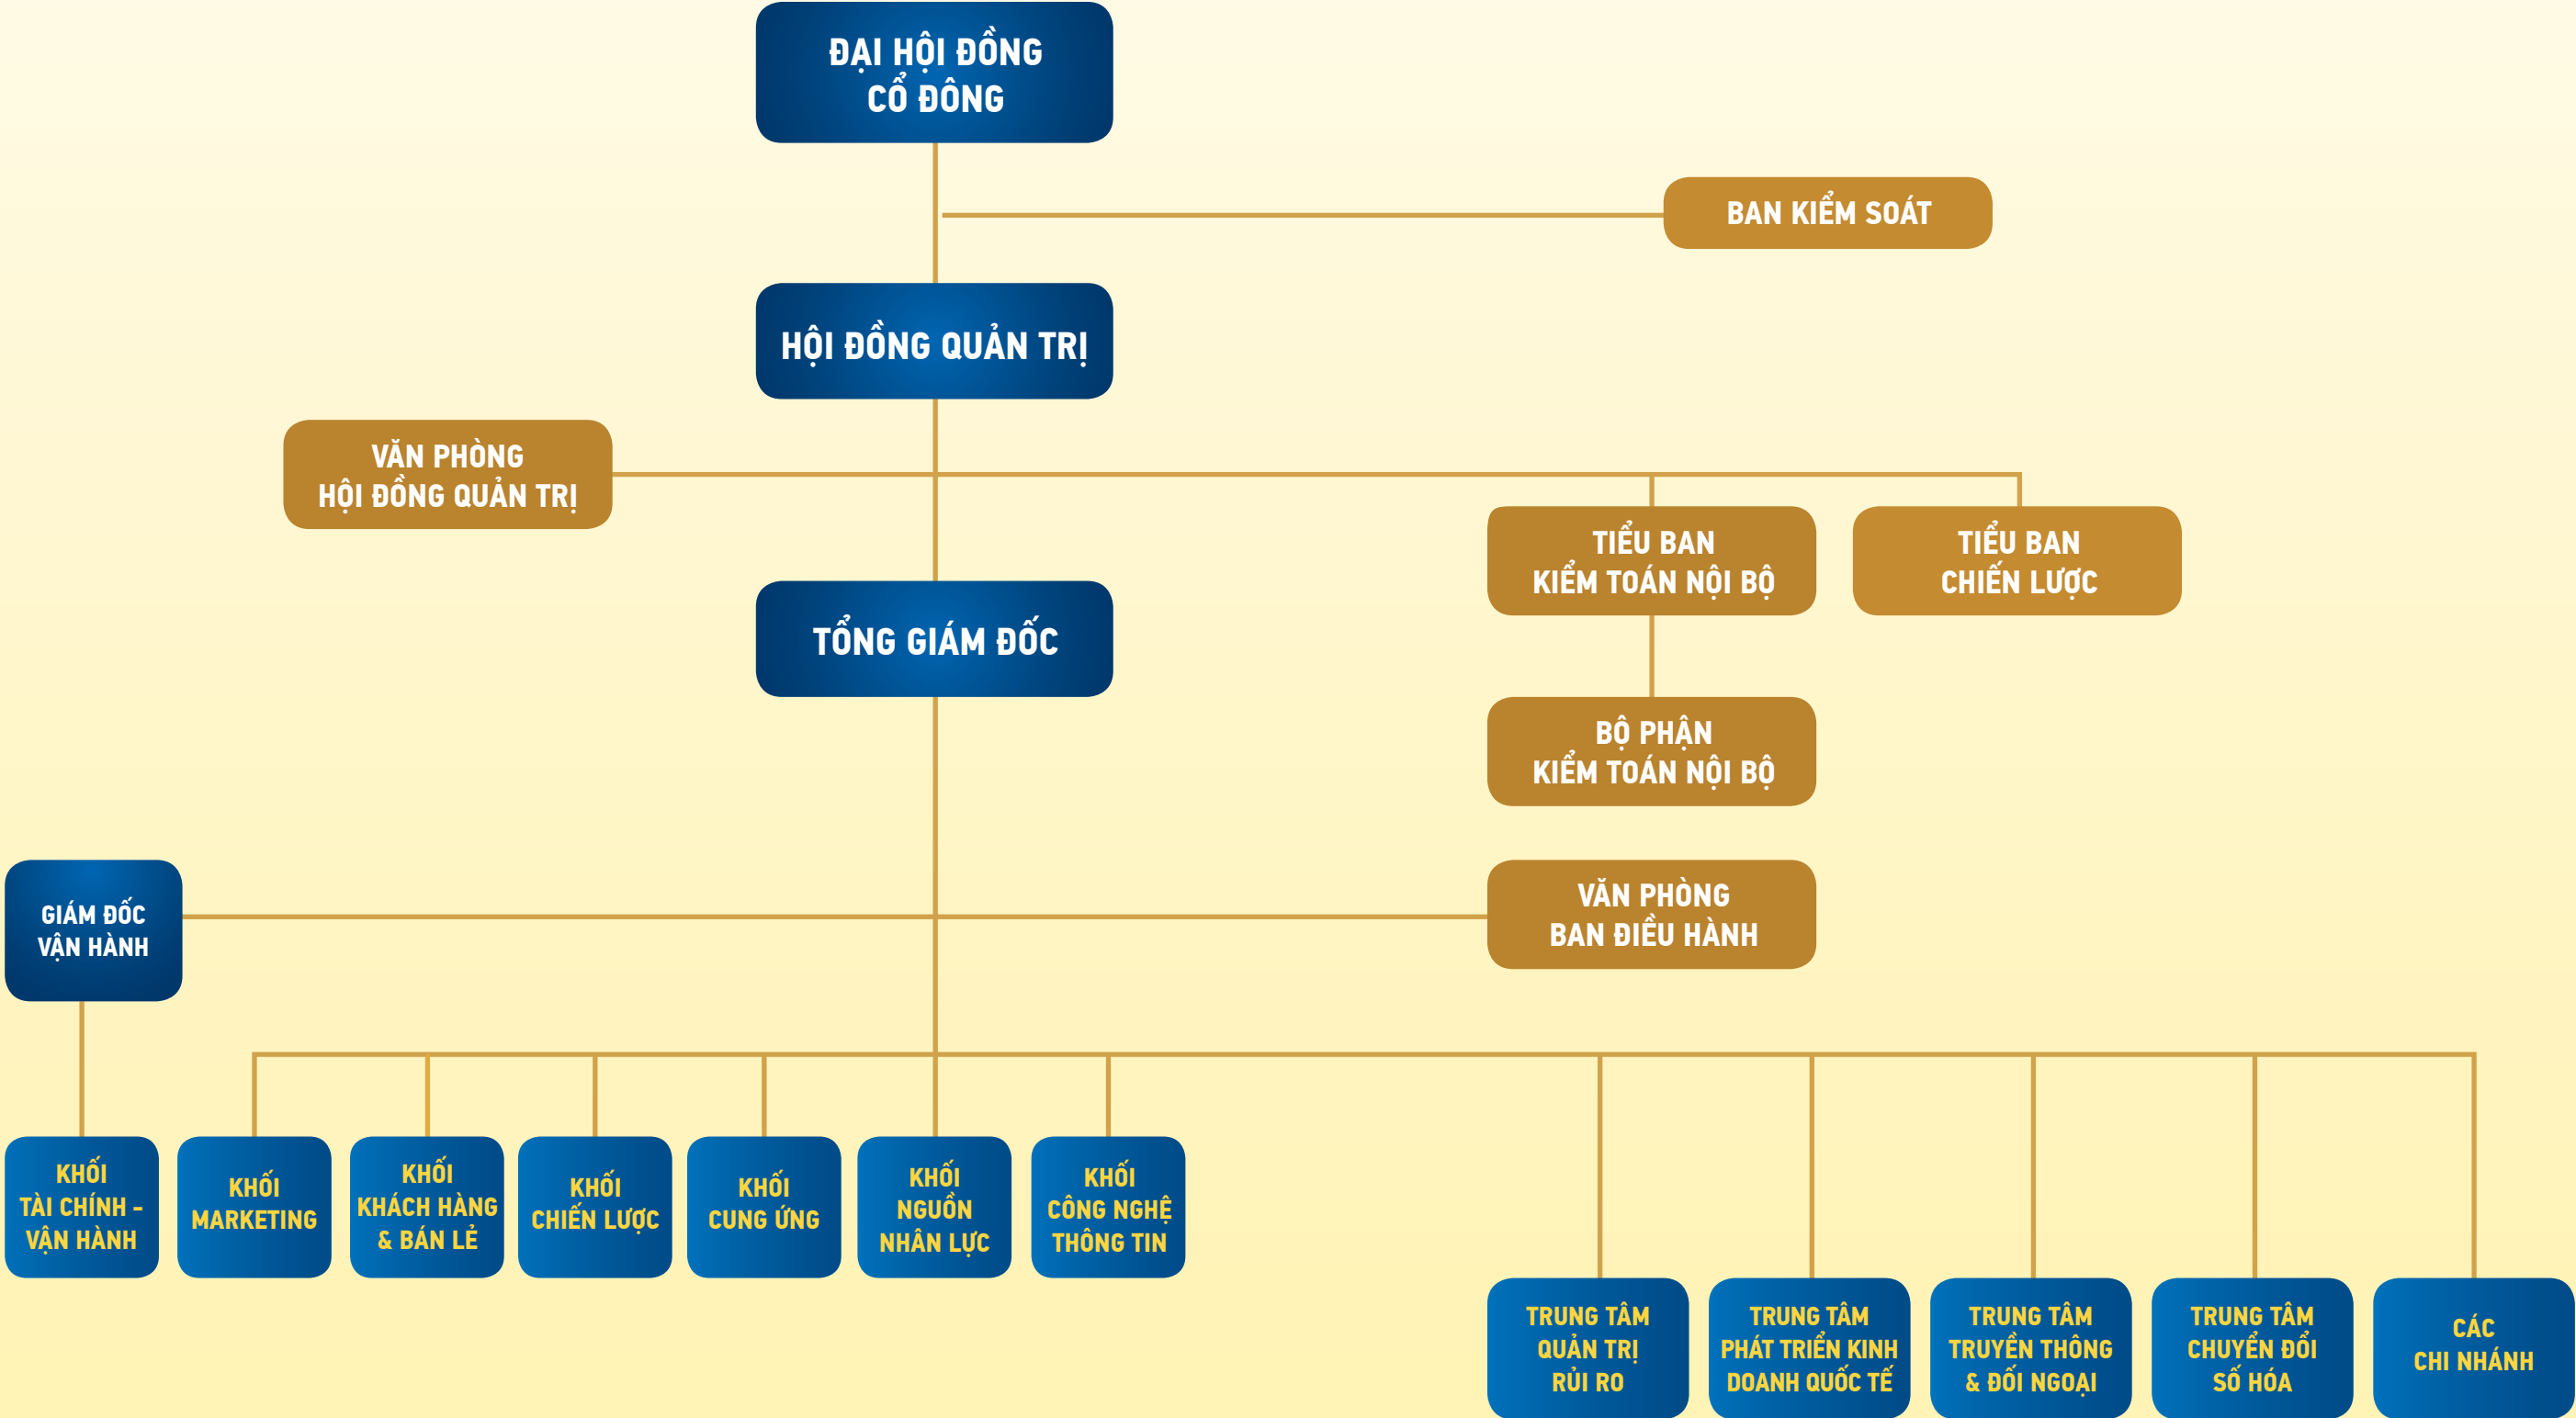 ĐẠI HỘI ĐỒNG
CỔ ĐÔNG
BAN KIỂM SOÁT
HỘI ĐỒNG QUẢN TRỊ
VĂN PHÒNG
HỘI ĐỒNG QUẢN TRỊ
TIỂU BAN
KIỂM TOÁN NỘI BỘ
TIỂU BAN
CHIẾN LƯỢC
TỔNG GIÁM ĐỐC
BỘ PHẬN
KIỂM TOÁN NỘI BỘ
GIÁM ĐỐC
VẬN HÀNH
VĂN PHÒNG
BAN ĐIỀU HÀNH
KHỐI
TÀI CHÍNH -
VẬN HÀNH
KHỐI
MARKETING
KHỐI
KHÁCH HÀNG
& BÁN LẺ
KHỐI
CHIẾN LƯỢC
KHỐI
CUNG ỨNG
KHỐI
NGUỒN
NHÂN LỰC
KHỐI
CÔNG NGHỆ
THÔNG TIN
TRUNG TÂM
QUẢN TRỊ
RỦI RO
TRUNG TÂM
PHÁT TRIỂN KINH
DOANH QUỐC TẾ
TRUNG TÂM
TRUYỀN THÔNG
& ĐỐI NGOẠI
TRUNG TÂM
CHUYỂN ĐỔI
SỐ HÓA
CÁC
CHI NHÁNH